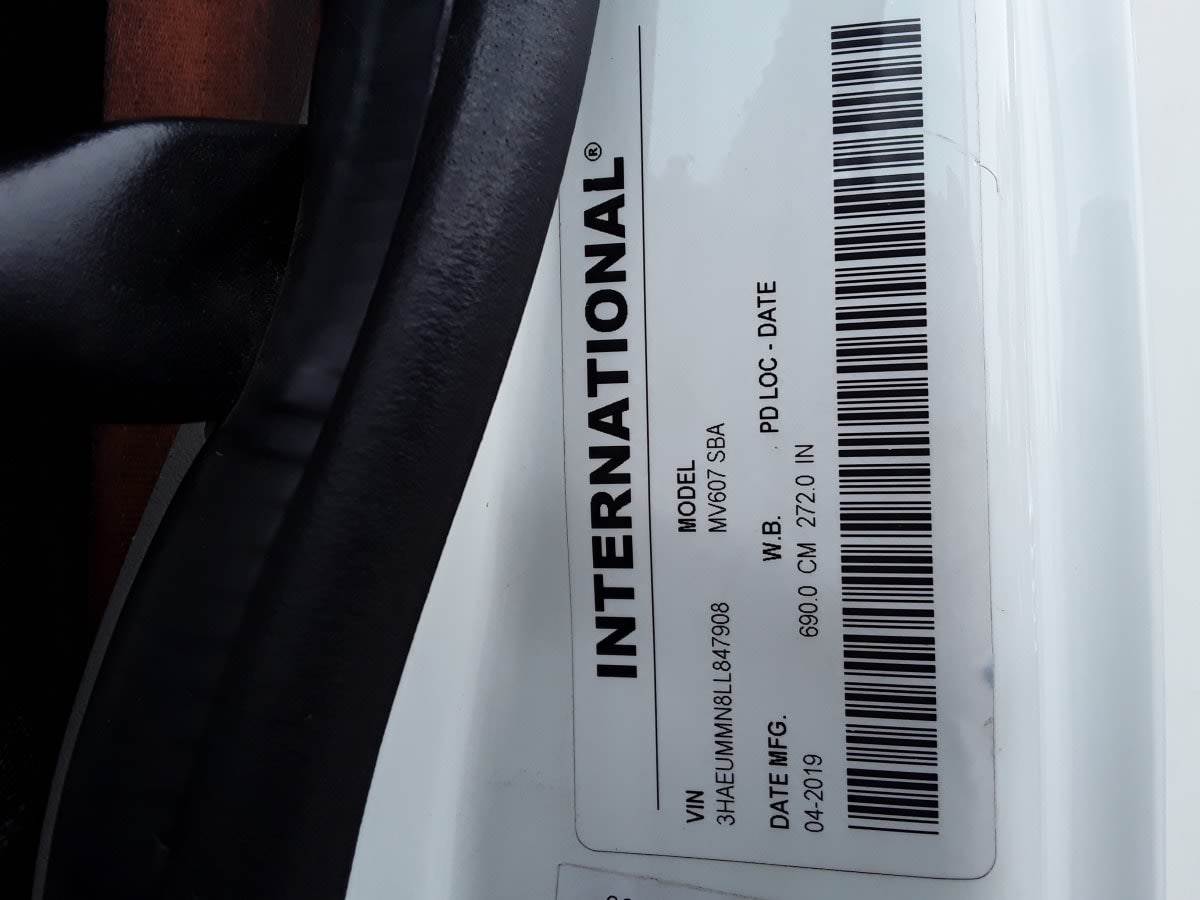 INTERNATIONAL®
VIN MODEL
3HAEUMMN8LL847908 MV607 SBA
DATE MFG. W.B. PD LOC - DATE
04-2019 690.0 CM 272.0 IN